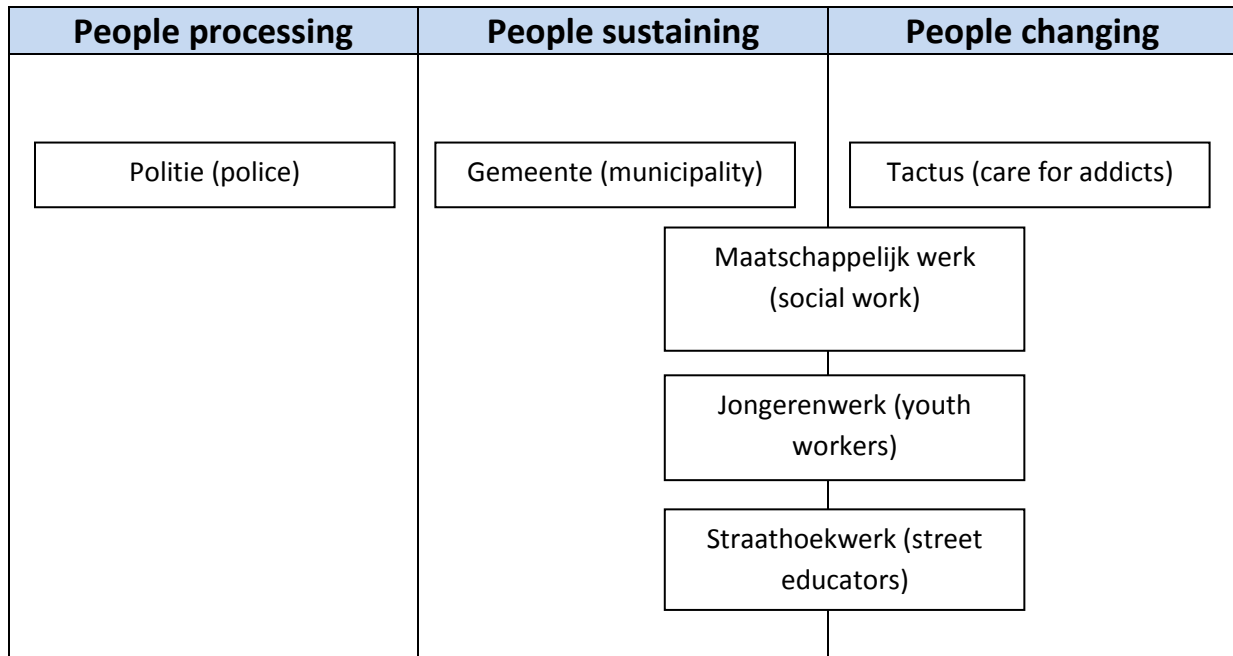 People processing
People sustaining
People changing
Politie (police)
Gemeente (municipality)
Tactus (care for addicts)
Maatschappelijk werk
(social work)
Jongerenwerk (youth
workers)
Straathoekwerk (street
educators)